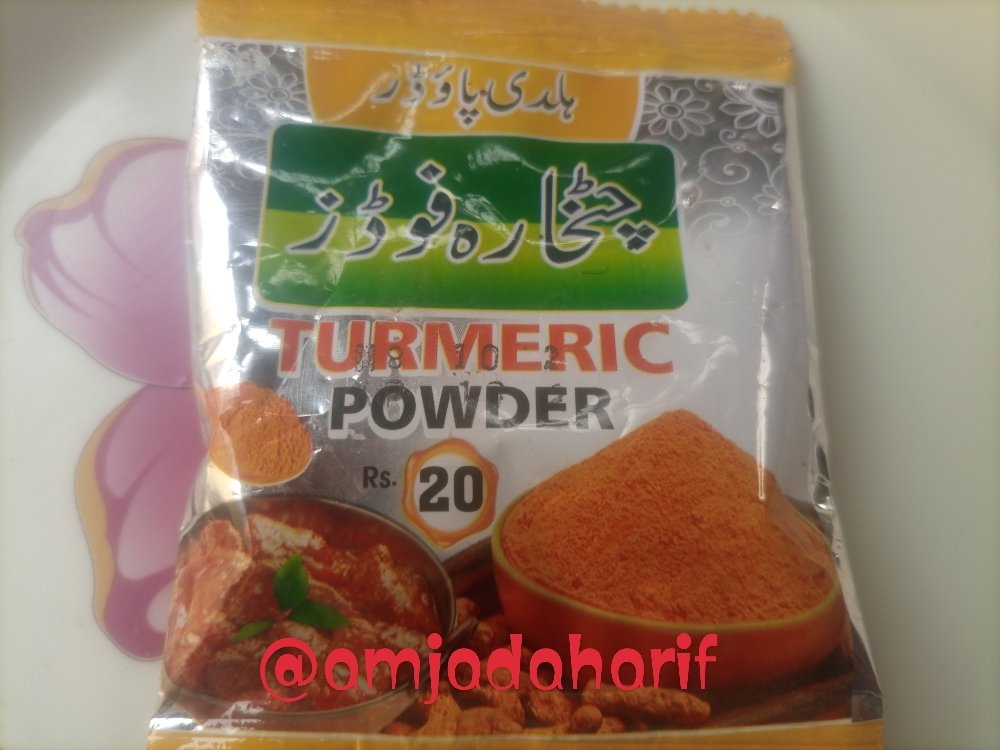 ہلدی پاؤڈر
چٹخارہ فوڈز
TURMERIC
POWDER
Rs. 20
@amjadaharif